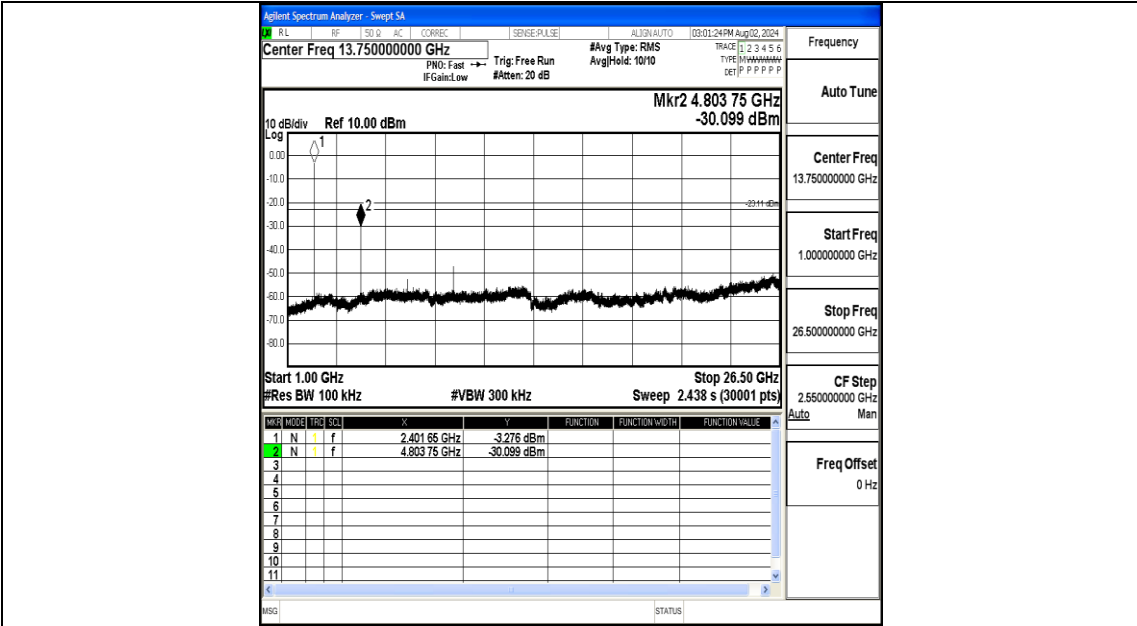 Agilent Spectrum Analyzer - Swept SA
RL RF 50 Ω AC CORREC SENSE:PULSE ALIGN AUTO 03:01:24 PM Aug 02, 2024
Center Freq 13.750000000 GHz
PNO: Fast
IFGain:Low
Trig: Free Run
#Atten: 20 dB
#Avg Type: RMS
Avg|Hold: 10/10
TRACE 1 2 3 4 5 6
TYPE
DET P P P P P P
Mkr2 4.803 75 GHz
-30.099 dBm
10 dB/div Ref 10.00 dBm
Log
1
0.00
-10.0
2
-20.0
-23.11 dBm
-30.0
-40.0
-50.0
-60.0
-70.0
-80.0
Start 1.00 GHz Stop 26.50 GHz
#Res BW 100 kHz #VBW 300 kHz Sweep 2.438 s (30001 pts)
MKR MODE TRC SCL X Y FUNCTION FUNCTION WIDTH FUNCTION VALUE
1 N 1 f 2.401 65 GHz -3.276 dBm
2 N 1 f 4.803 75 GHz -30.099 dBm
3
4
5
6
7
8
9
10
11
MSG STATUS
Frequency
Auto Tune
Center Freq
13.750000000 GHz
Start Freq
1.000000000 GHz
Stop Freq
26.500000000 GHz
CF Step
2.550000000 GHz
Auto Man
Freq Offset
0 Hz